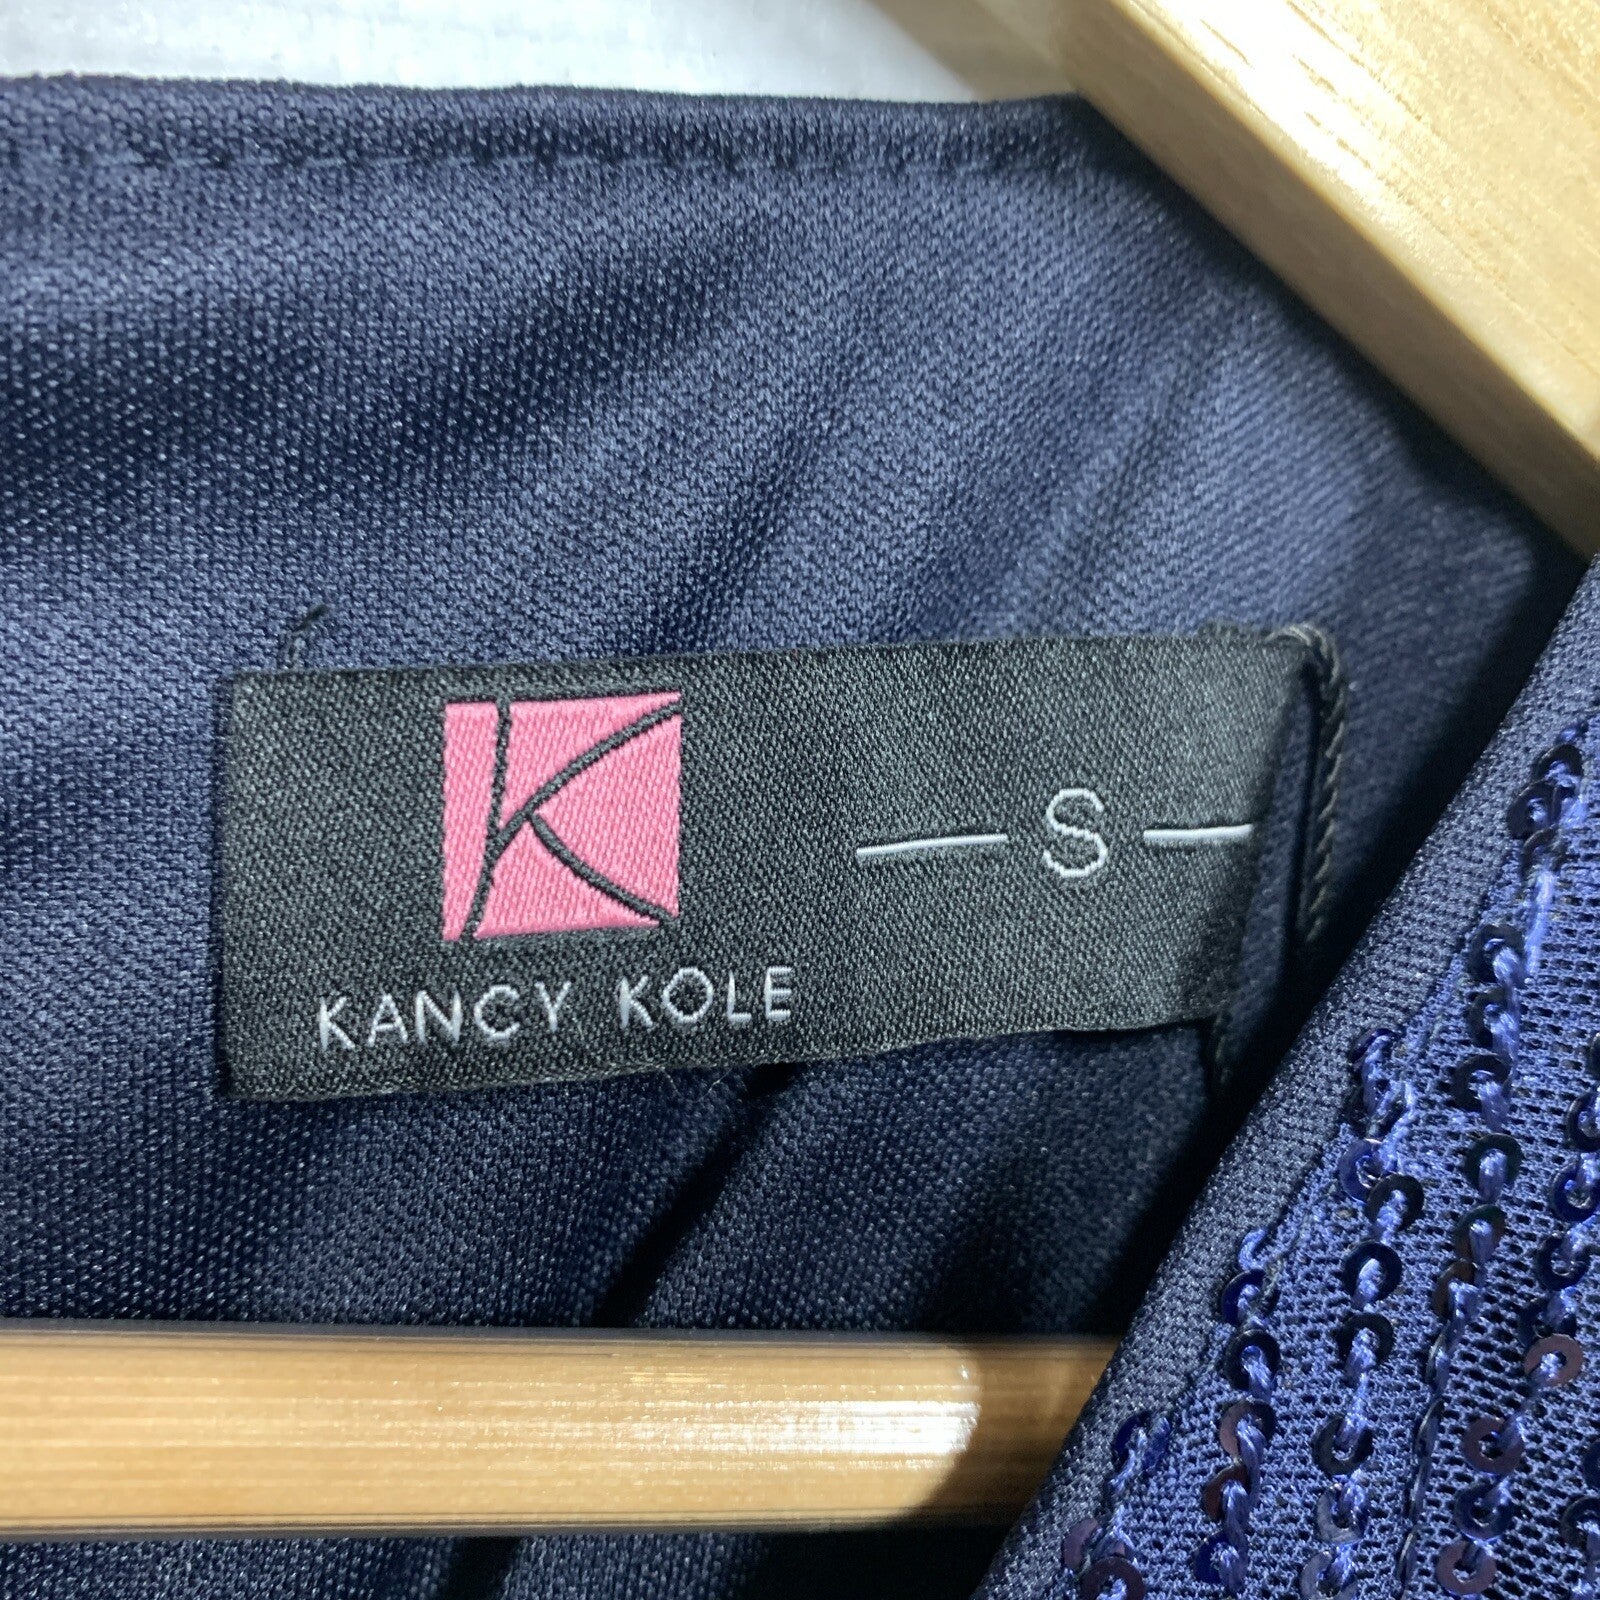 K
— S —
KANCY KOLE